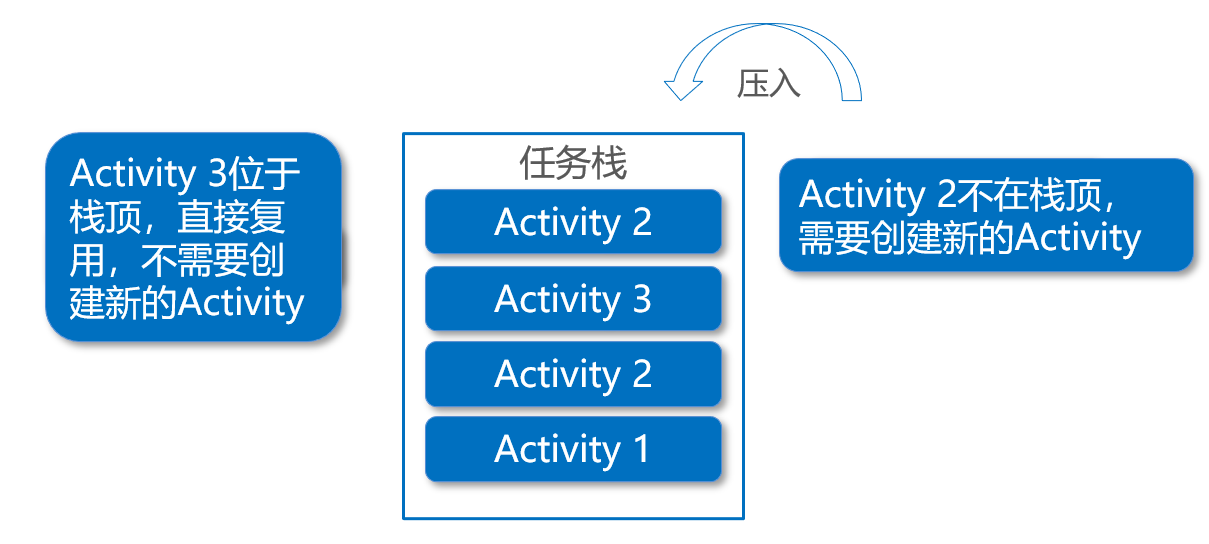 压入
Activity 3位于
栈顶，直接复
用，不需要创
建新的Activity
任务栈
Activity 2
Activity 3
Activity 2
Activity 1
Activity 2不在栈顶，
需要创建新的Activity